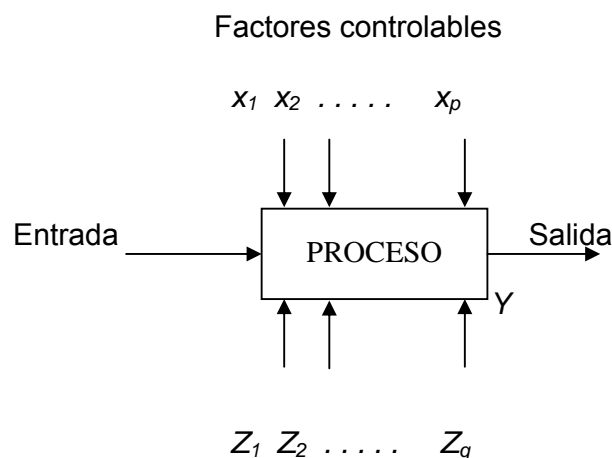 Factores controlables
x1 x2 . . . . . xp
Entrada
PROCESO
Salida
Y
Z1 Z2 . . . . . Zq